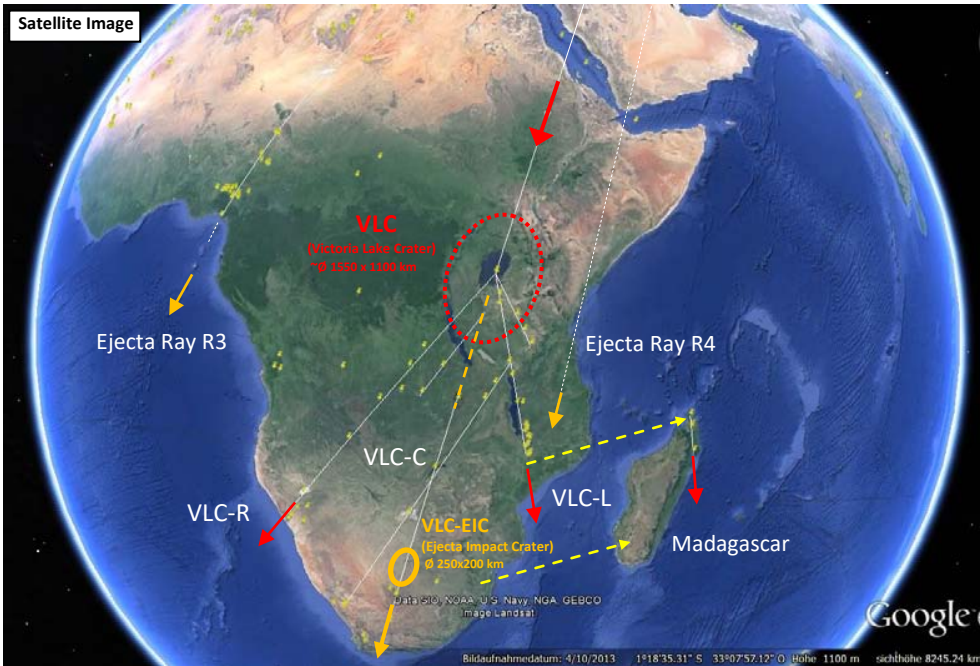 Satellite Image
VLC
(Victoria Lake Crater)
~Ø 1550 x 1100 km
Ejecta Ray R3
Ejecta Ray R4
VLC-C
VLC-R
VLC-L
VLC-EIC
(Ejecta Impact Crater)
Ø 250x200 km
Madagascar
Data SIO, NOAA, U.S. Navy, NGA, GEBCO
Image Landsat
Google
Bildaufnahmedatum: 4/10/2013 1°18'35.31" S 33°07'57.12" O Höhe 1100 m sichthöhe 8245.24 km